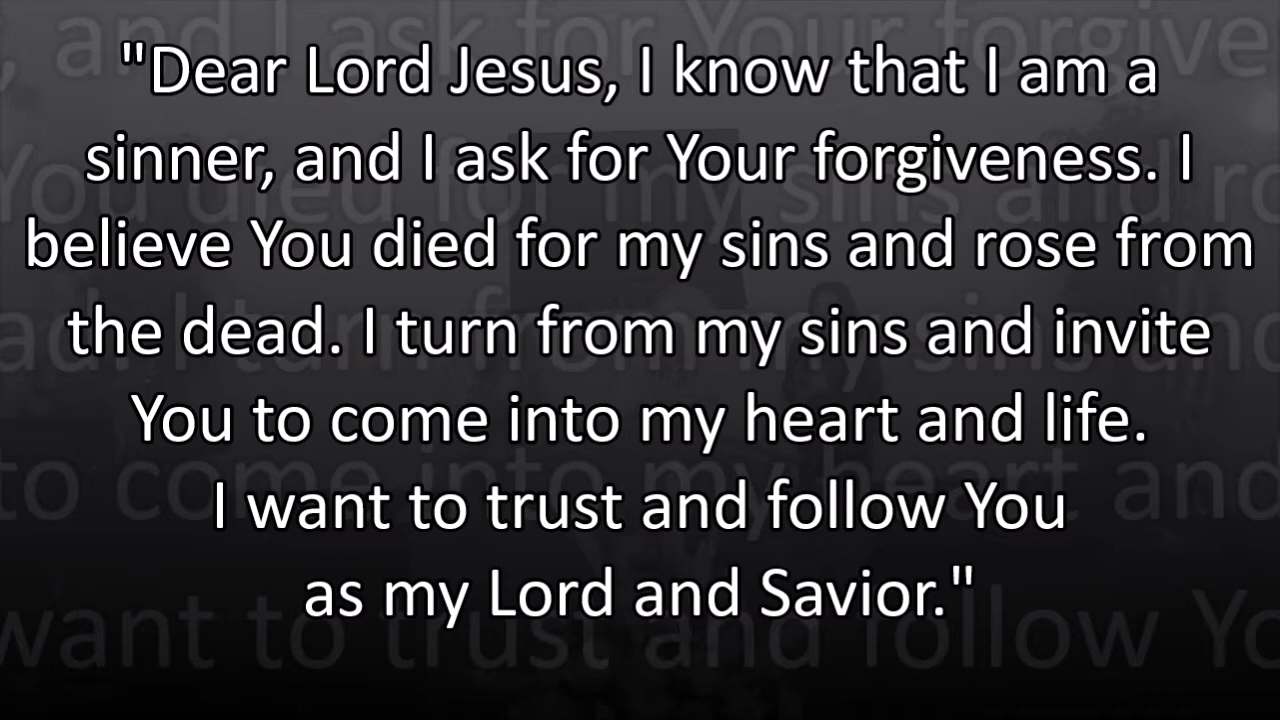 "Dear Lord Jesus, I know that I am a
sinner, and I ask for Your forgiveness. I
believe You died for my sins and rose from
the dead. I turn from my sins and invite
You to come into my heart and life.
I want to trust and follow You
as my Lord and Savior."